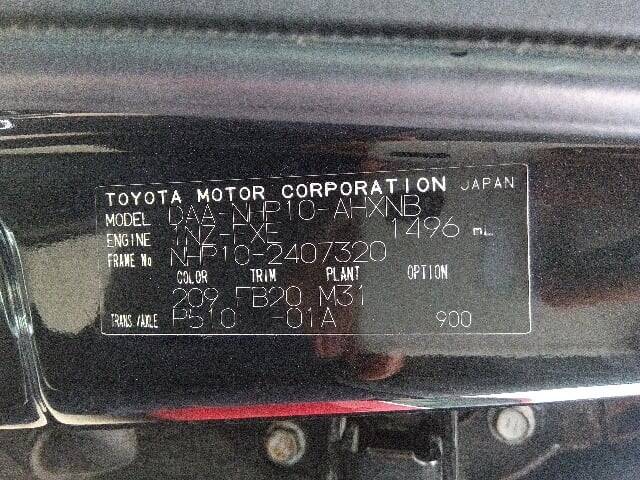 TOYOTA MOTOR CORPORATION JAPAN
MODEL DAA-NHP10-AHXNB
ENGINE 1NZ-FXE 1496 mL
FRAME No NHP10-2407320
COLOR TRIM PLANT OPTION
209 FB20 M31
TRANS./AXLE P510 -01A 900